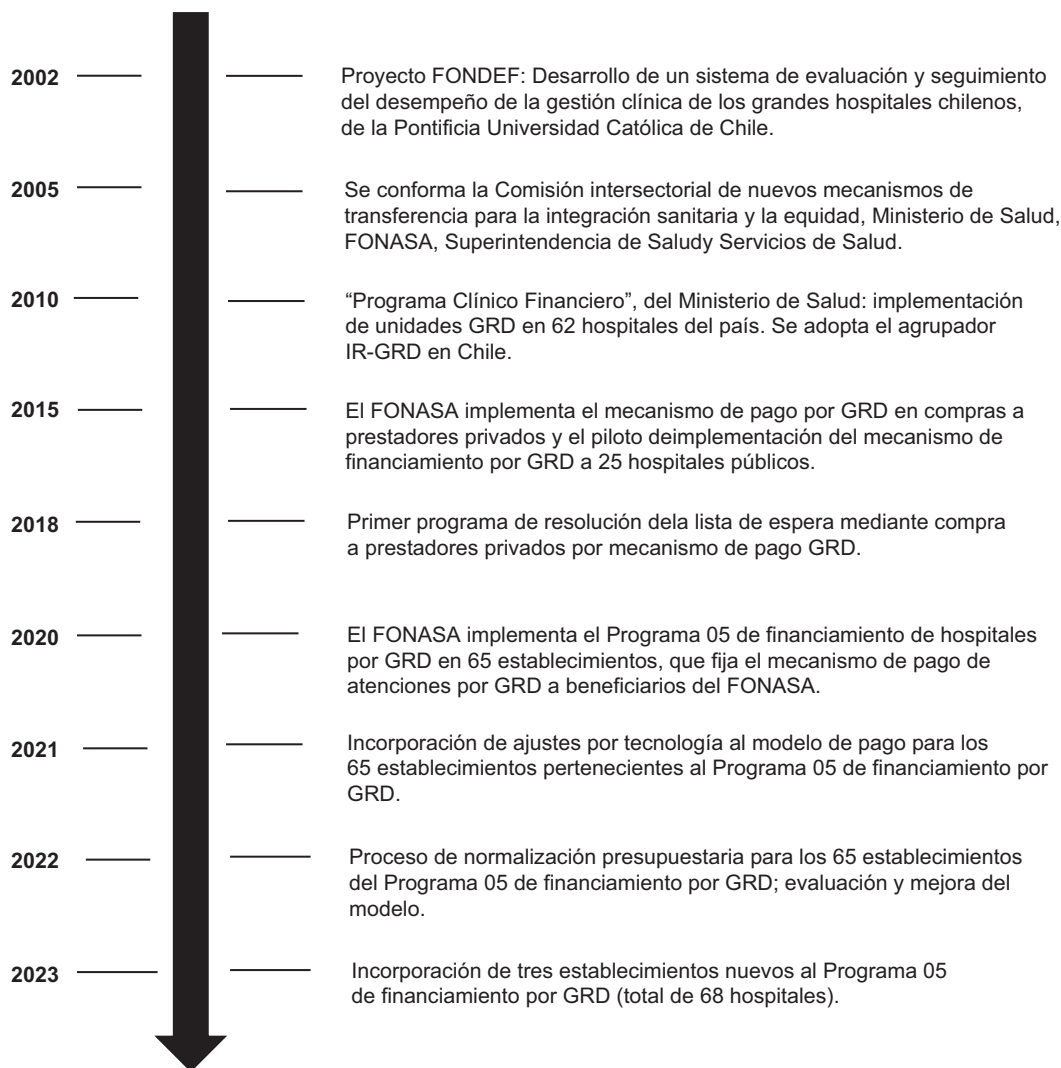 2002
Proyecto FONDEF: Desarrollo de un sistema de evaluación y seguimiento
del desempeño de la gestión clínica de los grandes hospitales chilenos,
de la Pontificia Universidad Católica de Chile.
2005
Se conforma la Comisión intersectorial de nuevos mecanismos de
transferencia para la integración sanitaria y la equidad, Ministerio de Salud,
FONASA, Superintendencia de Saludy Servicios de Salud.
2010
“Programa Clínico Financiero”, del Ministerio de Salud: implementación
de unidades GRD en 62 hospitales del país. Se adopta el agrupador
IR-GRD en Chile.
2015
El FONASA implementa el mecanismo de pago por GRD en compras a
prestadores privados y el piloto deimplementación del mecanismo de
financiamiento por GRD a 25 hospitales públicos.
2018
Primer programa de resolución dela lista de espera mediante compra
a prestadores privados por mecanismo de pago GRD.
2020
El FONASA implementa el Programa 05 de financiamiento de hospitales
por GRD en 65 establecimientos, que fija el mecanismo de pago de
atenciones por GRD a beneficiarios del FONASA.
2021
Incorporación de ajustes por tecnología al modelo de pago para los
65 establecimientos pertenecientes al Programa 05 de financiamiento por
GRD.
2022
Proceso de normalización presupuestaria para los 65 establecimientos
del Programa 05 de financiamiento por GRD; evaluación y mejora del
modelo.
2023
Incorporación de tres establecimientos nuevos al Programa 05
de financiamiento por GRD (total de 68 hospitales).